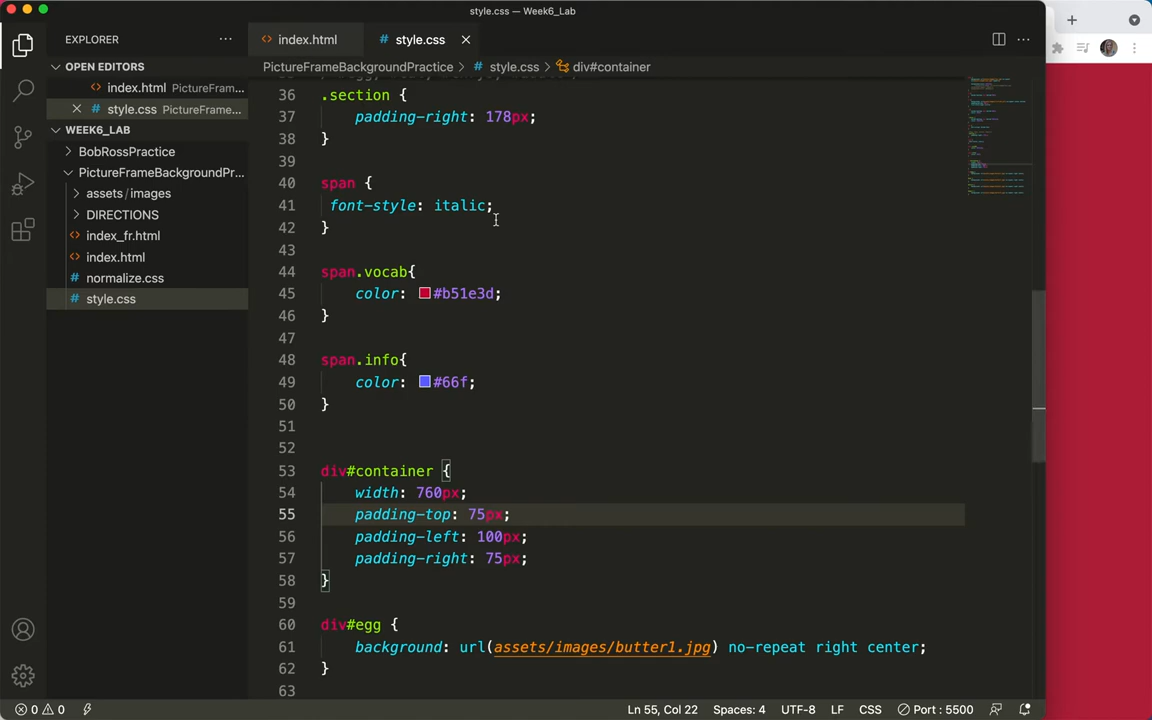 style.css — Week6_Lab
EXPLORER
index.html
style.css
OPEN EDITORS
PictureFrameBackgroundPractice > style.css > div#container
index.html PictureFram...
style.css PictureFrame...
WEEK6_LAB
BobRossPractice
PictureFrameBackgroundPr...
assets/images
DIRECTIONS
index_fr.html
index.html
normalize.css
style.css
36 .section {
37 padding-right: 178px;
38 }
39
40 span {
41 font-style: italic;
42 }
43
44 span.vocab{
45 color: #b51e3d;
46 }
47
48 span.info{
49 color: #66f;
50 }
51
52
53 div#container {
54 width: 760px;
55 padding-top: 75px;
56 padding-left: 100px;
57 padding-right: 75px;
58 }
59
60 div#egg {
61 background: url(assets/images/butter1.jpg) no-repeat right center;
62 }
63
0 0
Ln 55, Col 22
Spaces: 4
UTF-8
LF
CSS
Port : 5500